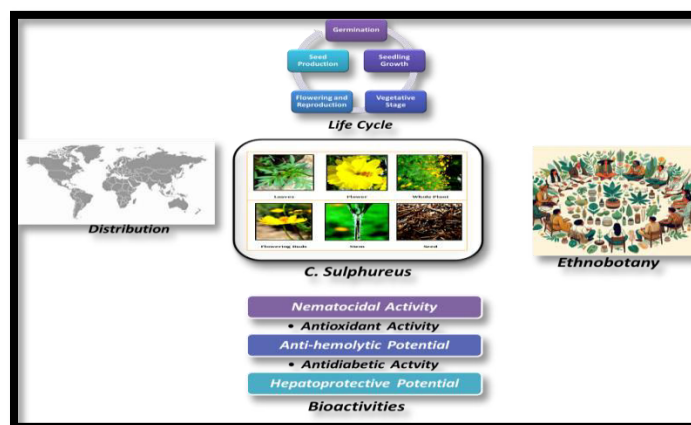 Germination
Seed
Production
Seedling
Growth
Flowering and
Reproduction
Vegetative
Stage
Life Cycle
Distribution
Leaves
Flower
Whole Plant
Flowering Buds
Stem
Seed
C. Sulphureus
Ethnobotany
Nematocidal Activity
• Antioxidant Activity
Anti-hemolytic Potential
• Antidiabetic Actvity
Hepatoprotective Potential
Bioactivities